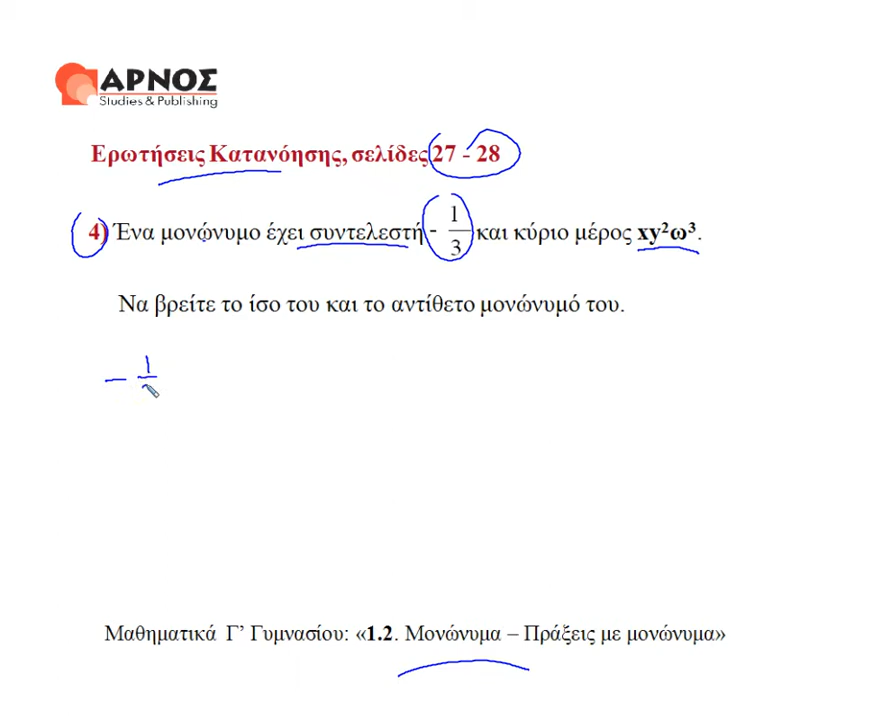 ΑΡΝΟΣ
Studies & Publishing
Ερωτήσεις Κατανόησης, σελίδες 27 - 28
4) Ένα μονώνυμο έχει συντελεστή - 1/3 και κύριο μέρος xy²ω³.
Να βρείτε το ίσο του και το αντίθετο μονώνυμό του.
− 1
Μαθηματικά Γ’ Γυμνασίου: «1.2. Μονώνυμα – Πράξεις με μονώνυμα»